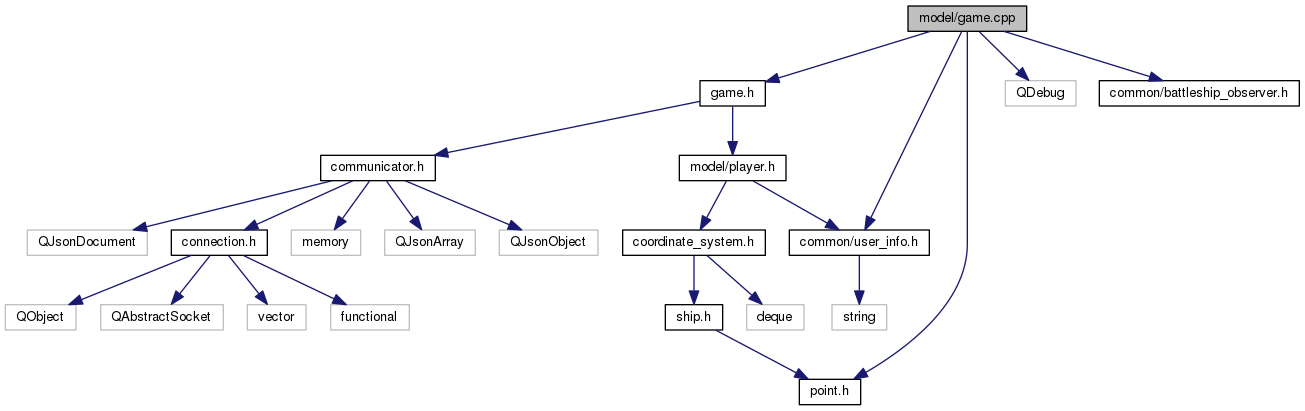 model/game.cpp
game.h
QDebug
common/battleship_observer.h
communicator.h
model/player.h
QJsonDocument
connection.h
memory
QJsonArray
QJsonObject
coordinate_system.h
common/user_info.h
QObject
QAbstractSocket
vector
functional
ship.h
deque
string
point.h